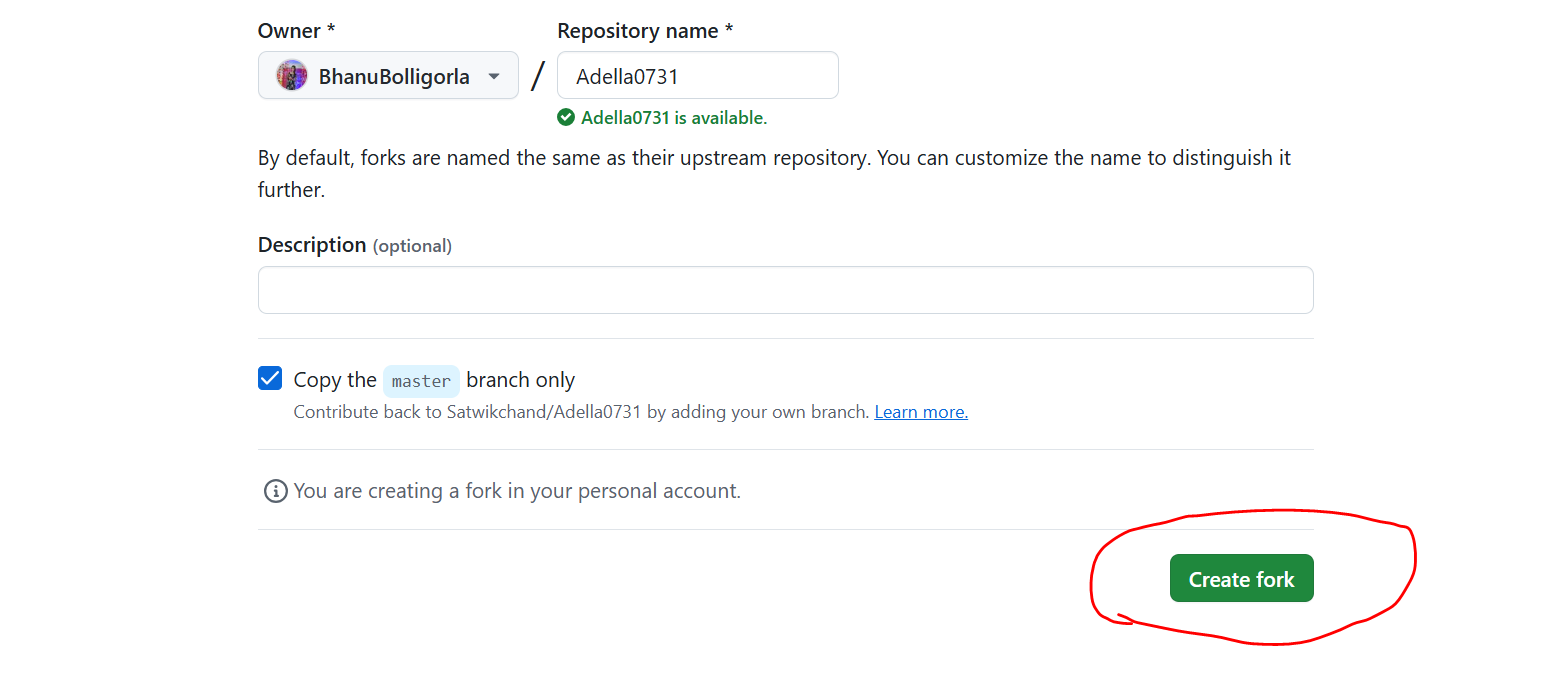 Owner * Repository name *
BhanuBolligorla / Adella0731
Adella0731 is available.
By default, forks are named the same as their upstream repository. You can customize the name to distinguish it
further.
Description (optional)
Copy the master branch only
Contribute back to Satwikchand/Adella0731 by adding your own branch. Learn more.
You are creating a fork in your personal account.
Create fork